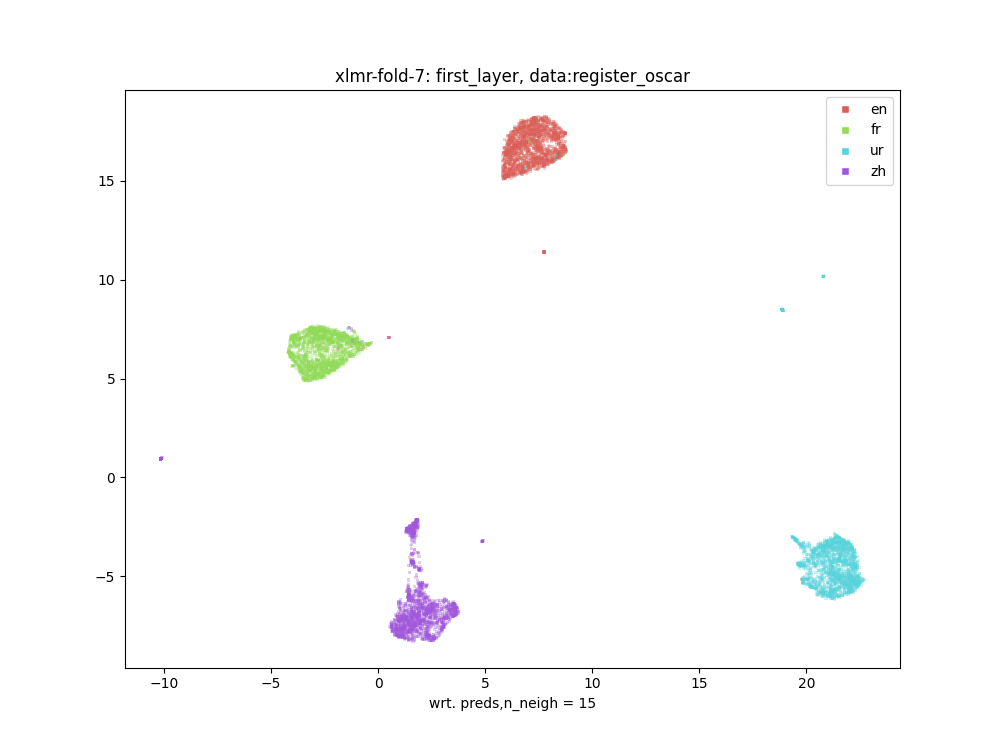 xlmr-fold-7: first_layer, data:register_oscar
en
fr
ur
zh
15
10
5
0
−5
−10
−5
0
5
10
15
20
wrt. preds,n_neigh = 15